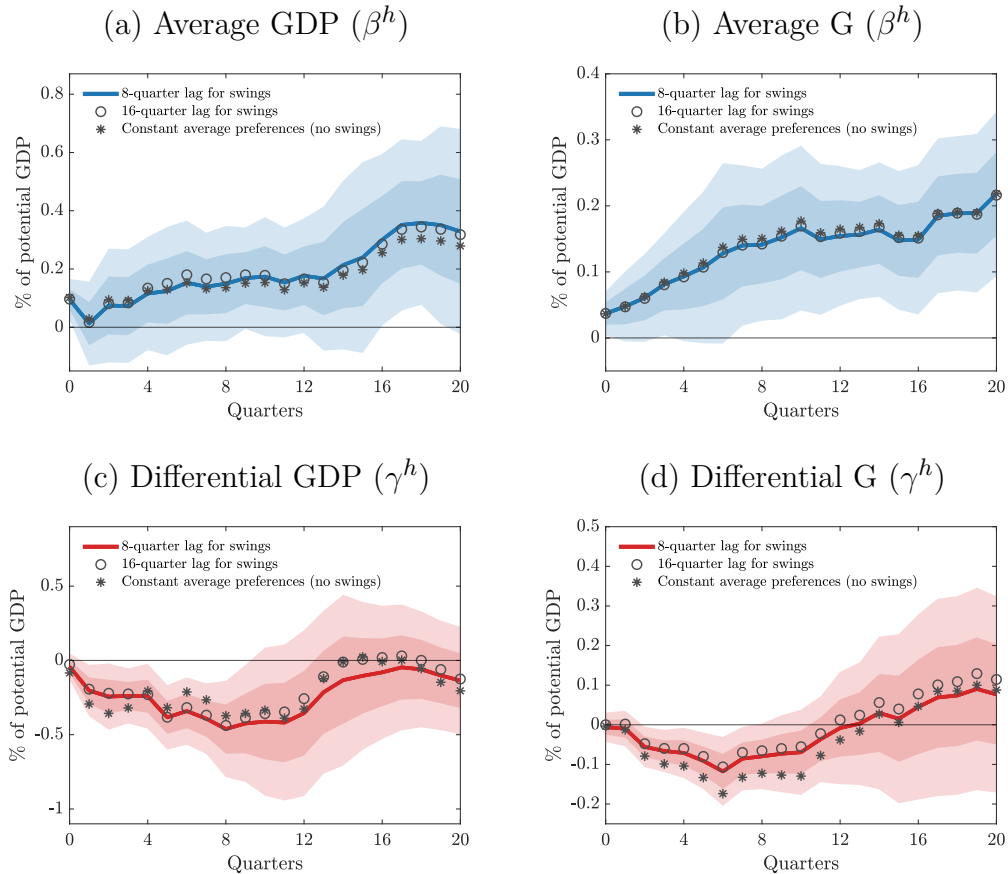 (a) Average GDP (β^h)
(b) Average G (β^h)
% of potential GDP
0.8
0.6
0.4
0.2
0
8-quarter lag for swings
16-quarter lag for swings
Constant average preferences (no swings)
0 4 8 12 16 20
Quarters
% of potential GDP
0.4
0.3
0.2
0.1
0
8-quarter lag for swings
16-quarter lag for swings
Constant average preferences (no swings)
0 4 8 12 16 20
Quarters
(c) Differential GDP (γ^h)
(d) Differential G (γ^h)
% of potential GDP
0.5
0
-0.5
-1
8-quarter lag for swings
16-quarter lag for swings
Constant average preferences (no swings)
0 4 8 12 16 20
Quarters
% of potential GDP
0.5
0.4
0.3
0.2
0.1
0
-0.1
-0.2
8-quarter lag for swings
16-quarter lag for swings
Constant average preferences (no swings)
0 4 8 12 16 20
Quarters